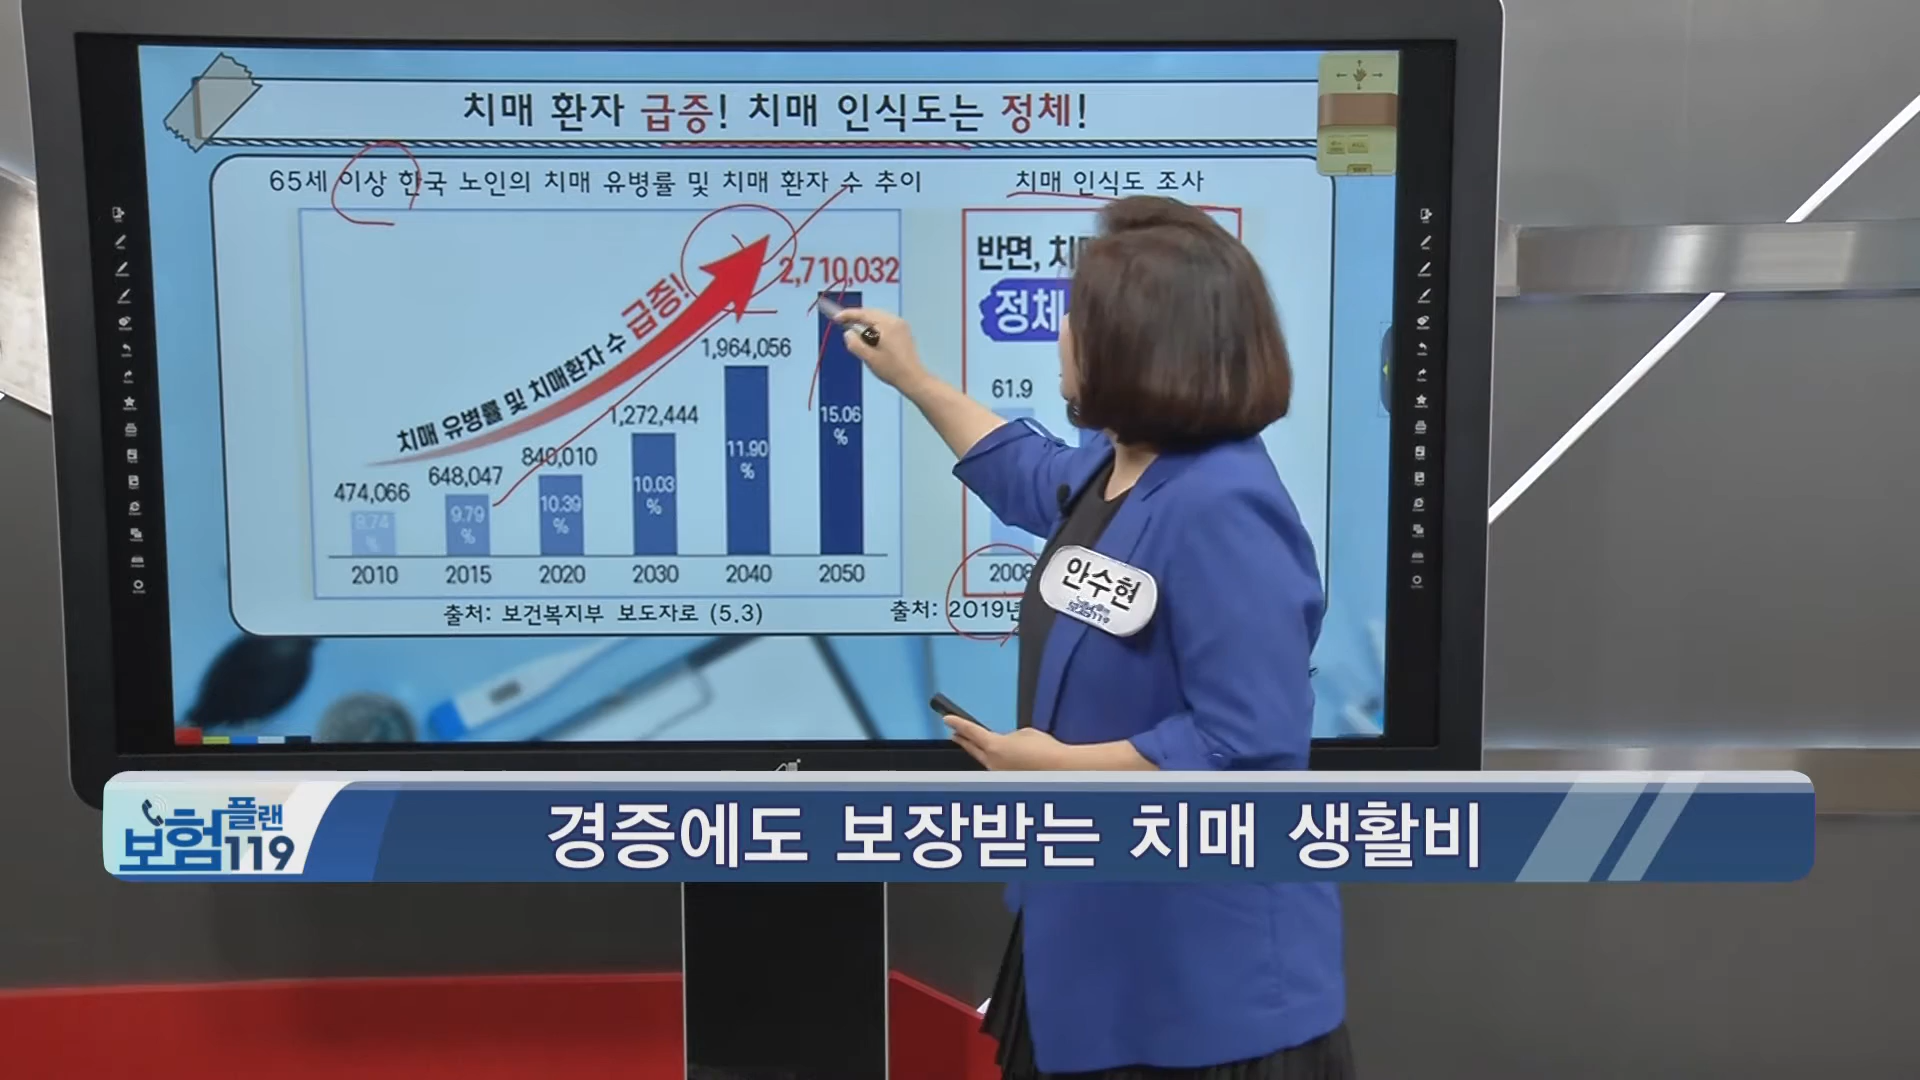 치매 환자 급증! 치매 인식도는 정체!
65세 이상 한국 노인의 치매 유병률 및 치매 환자 수 추이
치매 유병률 및 치매환자 수 급증!
474,066
648,047
840,010
1,272,444
1,964,056
2,710,032
9.74
%
9.79
%
10.39
%
10.03
%
11.90
%
15.06
%
2010 2015 2020 2030 2040 2050
출처: 보건복지부 보도자료 (5.3)
치매 인식도 조사
반면, 치매
정체
61.9
2008
출처: 2019년
안수현
보험플랜119
경증에도 보장받는 치매 생활비